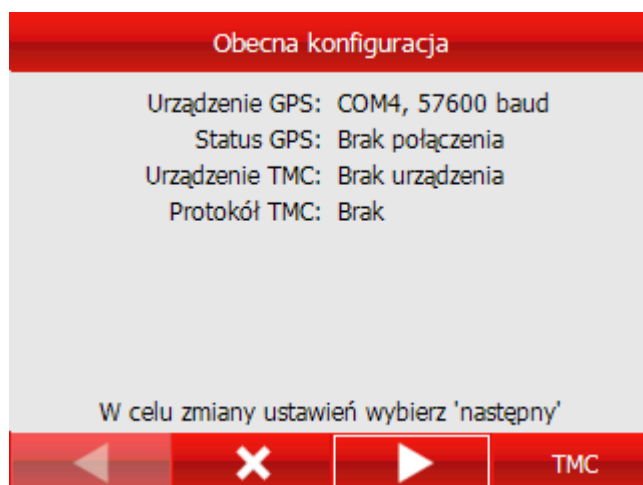 Obecna konfiguracja
Urządzenie GPS: COM4, 57600 baud
Status GPS: Brak połączenia
Urządzenie TMC: Brak urządzenia
Protokół TMC: Brak
W celu zmiany ustawień wybierz 'następny'
TMC